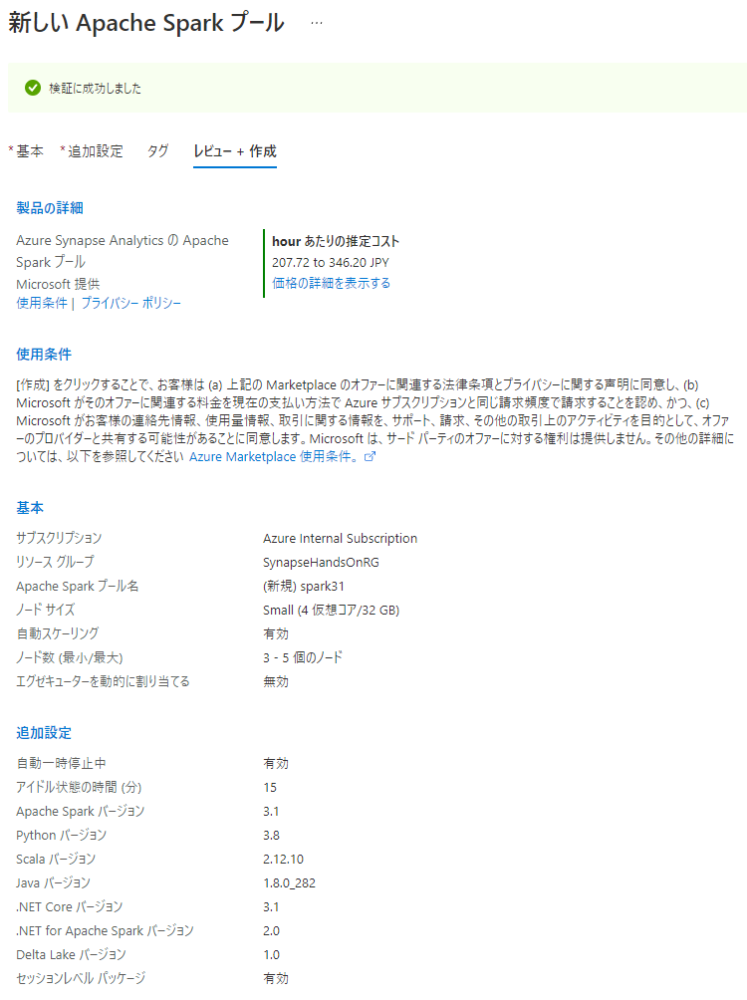 新しい Apache Spark プール ...
検証に成功しました
*基本 *追加設定 タグ レビュー + 作成
製品の詳細
Azure Synapse Analytics の Apache
Spark プール
Microsoft 提供
使用条件 | プライバシー ポリシー
hour あたりの推定コスト
207.72 to 346.20 JPY
価格の詳細を表示する
使用条件
[作成] をクリックすることで、お客様は (a) 上記の Marketplace のオファーに関連する法律条項とプライバシーに関する声明に同意し、(b)
Microsoft がそのオファーに関連する料金を現在の支払い方法で Azure サブスクリプションと同じ請求頻度で請求することを認め、かつ、(c)
Microsoft がお客様の連絡先情報、使用量情報、取引に関する情報を、サポート、請求、その他の取引上のアクティビティを目的として、オファ
ーのプロバイダーと共有する可能性があることに同意します。Microsoft は、サード パーティのオファーに対する権利は提供しません。その他の詳細に
ついては、以下を参照してください Azure Marketplace 使用条件。
基本
サブスクリプション Azure Internal Subscription
リソース グループ SynapseHandsOnRG
Apache Spark プール名 (新規) spark31
ノード サイズ Small (4 仮想コア/32 GB)
自動スケーリング 有効
ノード数 (最小/最大) 3 - 5 個のノード
エグゼキューターを動的に割り当てる 無効
追加設定
自動一時停止中 有効
アイドル状態の時間 (分) 15
Apache Spark バージョン 3.1
Python バージョン 3.8
Scala バージョン 2.12.10
Java バージョン 1.8.0_282
.NET Core バージョン 3.1
.NET for Apache Spark バージョン 2.0
Delta Lake バージョン 1.0
セッションレベル パッケージ 有効